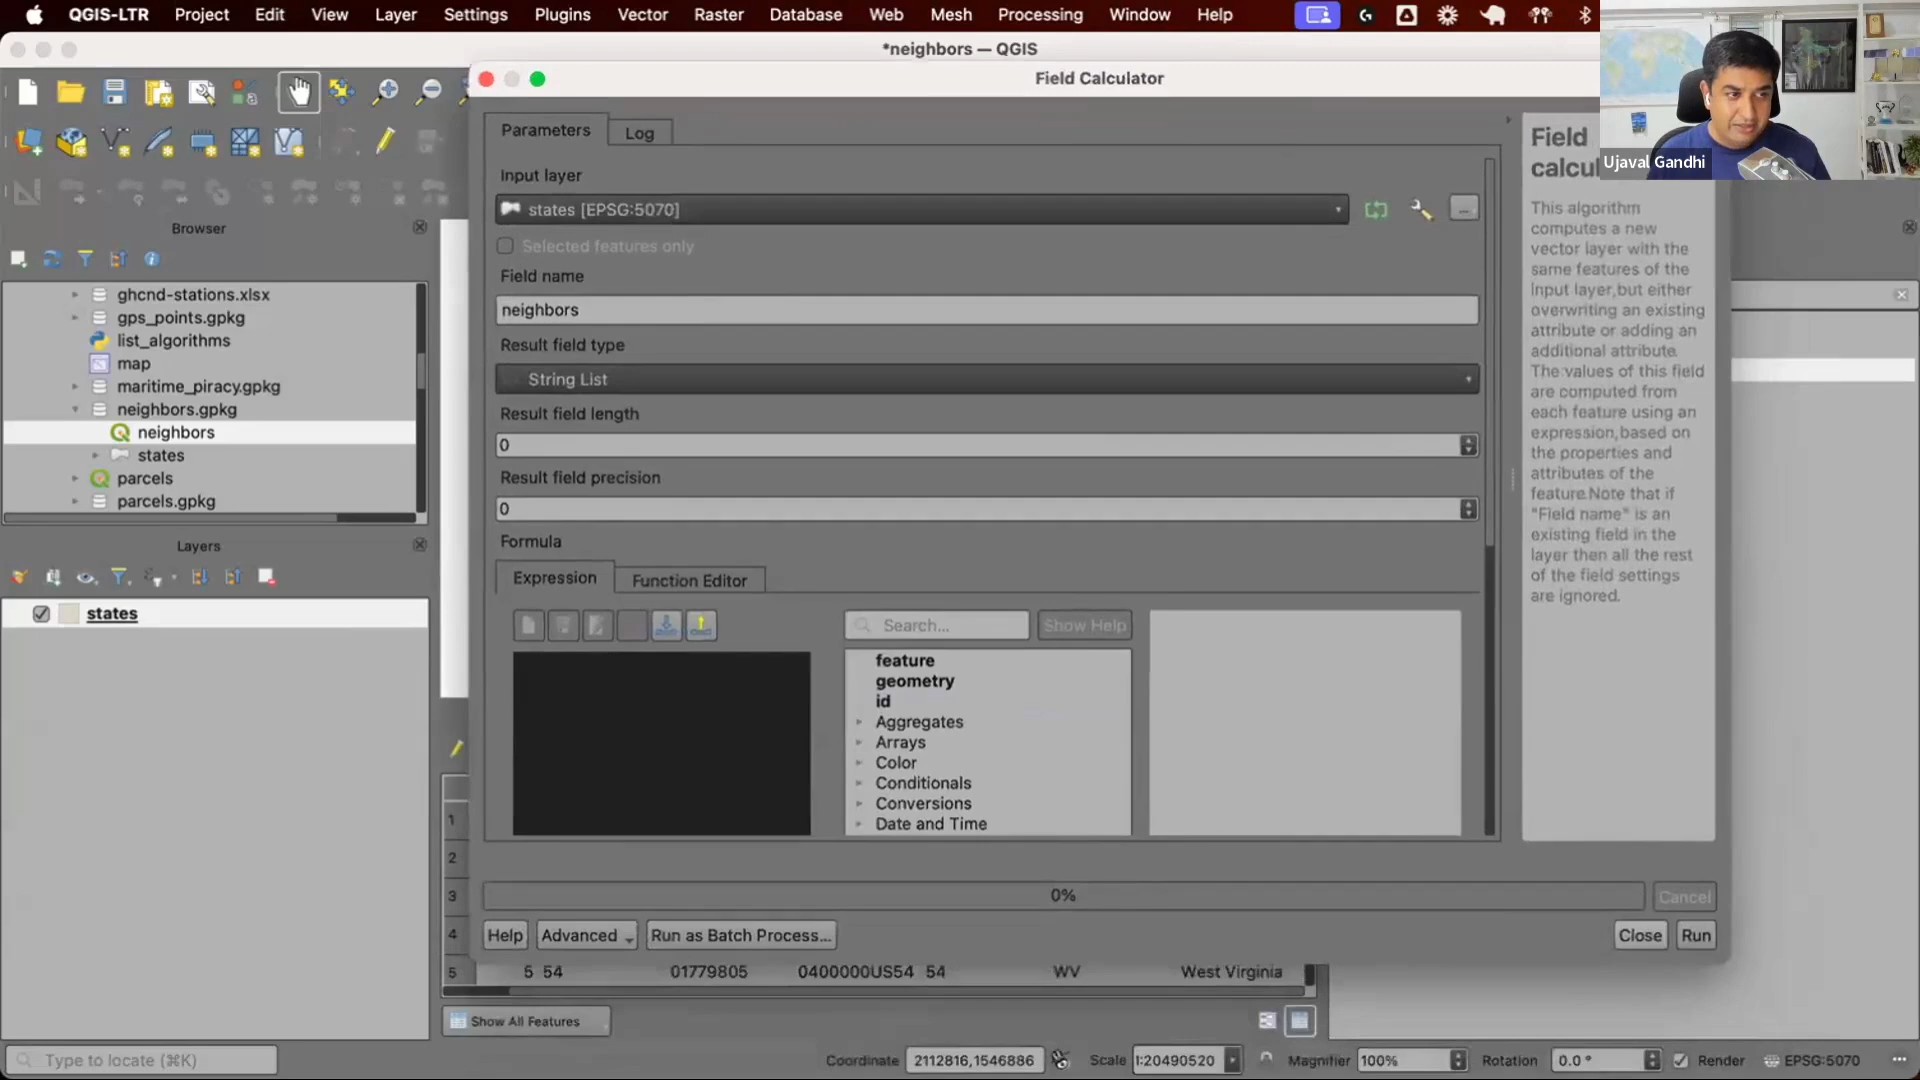 QGIS-LTR Project Edit View Layer Settings Plugins Vector Raster Database Web Mesh Processing Window Help
*neighbors — QGIS
Field Calculator
Ujaval Gandhi
Parameters
Log
Input layer
states [EPSG:5070]
...
Selected features only
Field name
neighbors
Result field type
String List
Result field length
0
Result field precision
0
Formula
Expression
Function Editor
Search...
Show Help
feature
geometry
id
Aggregates
Arrays
Color
Conditionals
Conversions
Date and Time
0%
Cancel
Help
Advanced
Run as Batch Process...
Close
Run
Field
calcu
This algorithm
computes a new
vector layer with the
same features of the
input layer,but either
overwriting an existing
attribute or adding an
additional attribute.
The values of this field
are computed from
each feature using an
expression,based on
the properties and
attributes of the
feature.Note that if
"Field name" is an
existing field in the
layer then all the rest
of the field settings
are ignored.
Browser
ghcnd-stations.xlsx
gps_points.gpkg
list_algorithms
map
maritime_piracy.gpkg
neighbors.gpkg
neighbors
states
parcels
parcels.gpkg
Layers
states
1
2
3
4
5 5 54 01779805 0400000US54 54 WV West Virginia
Show All Features
Type to locate (⌘K)
Coordinate 2112816,1546886 Scale 1:20490520 Magnifier 100% Rotation 0.0 ° Render EPSG:5070